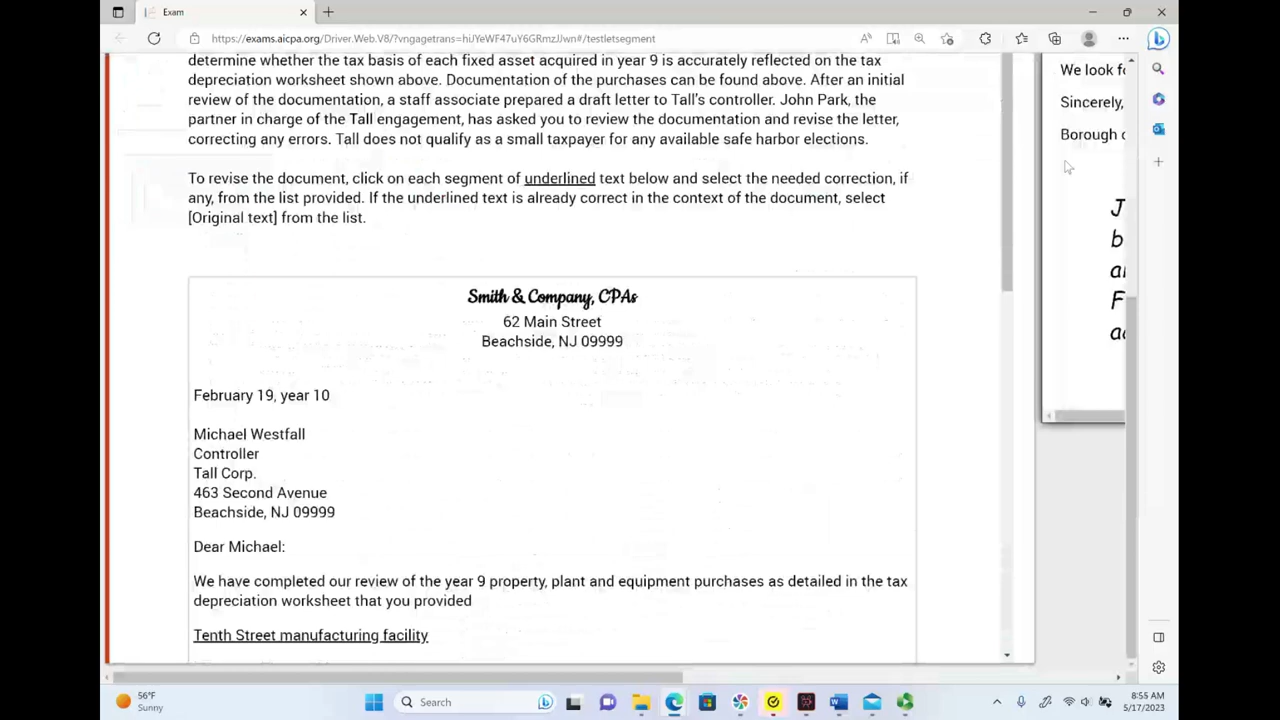 Exam
https://exams.aicpa.org/Driver.Web.V8/?vngagetrans=hi/YeWF47uY6GRmzJJwn#/testletsegment
determine whether the tax basis of each fixed asset acquired in year 9 is accurately reflected on the tax
depreciation worksheet shown above. Documentation of the purchases can be found above. After an initial
review of the documentation, a staff associate prepared a draft letter to Tall's controller. John Park, the
partner in charge of the Tall engagement, has asked you to review the documentation and revise the letter,
correcting any errors. Tall does not qualify as a small taxpayer for any available safe harbor elections.
To revise the document, click on each segment of underlined text below and select the needed correction, if
any, from the list provided. If the underlined text is already correct in the context of the document, select
[Original text] from the list.
Smith & Company, CPAs
62 Main Street
Beachside, NJ 09999
February 19, year 10
Michael Westfall
Controller
Tall Corp.
463 Second Avenue
Beachside, NJ 09999
Dear Michael:
We have completed our review of the year 9 property, plant and equipment purchases as detailed in the tax
depreciation worksheet that you provided
Tenth Street manufacturing facility
We look fo
Sincerely,
Borough o
J
b
ar
F
ac
56°F
Sunny
Search
8:55 AM
5/17/2023